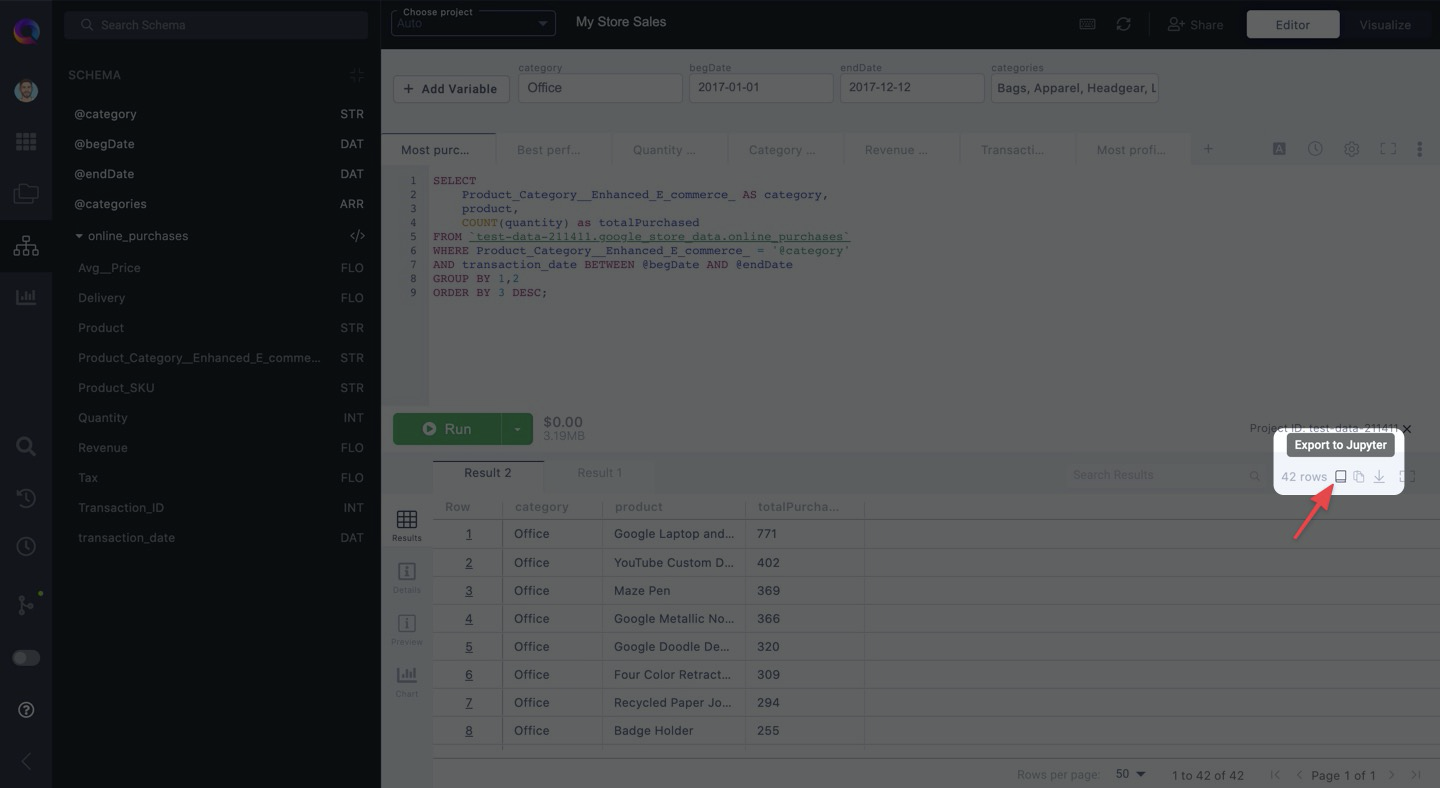 Search Schema
Choose project
Auto
My Store Sales
Share
Editor
Visualize
SCHEMA
@category STR
@begDate DAT
@endDate DAT
@categories ARR
online_purchases </>
Avg__Price FLO
Delivery FLO
Product STR
Product_Category__Enhanced_E_comme... STR
Product_SKU STR
Quantity INT
Revenue FLO
Tax FLO
Transaction_ID INT
transaction_date DAT
+ Add Variable
category
Office
begDate
2017-01-01
endDate
2017-12-12
categories
Bags, Apparel, Headgear, L
Most purc... Best perf... Quantity ... Category ... Revenue ... Transacti... Most profi... +
A
1 SELECT
2 Product_Category__Enhanced_E_commerce_ AS category,
3 product,
4 COUNT(quantity) as totalPurchased
5 FROM `test-data-211411.google_store_data.online_purchases`
6 WHERE Product_Category__Enhanced_E_commerce_ = '@category'
7 AND transaction_date BETWEEN @begDate AND @endDate
8 GROUP BY 1,2
9 ORDER BY 3 DESC;
Run
$0.00
3.19MB
Project ID: test-data-211411
Export to Jupyter
Result 2 Result 1
Search Results
42 rows
Results
Details
Preview
Chart
Row category product totalPurcha...
1 Office Google Laptop and... 771
2 Office YouTube Custom D... 402
3 Office Maze Pen 369
4 Office Google Metallic No... 366
5 Office Google Doodle De... 320
6 Office Four Color Retract... 309
7 Office Recycled Paper Jo... 294
8 Office Badge Holder 255
Rows per page: 50 1 to 42 of 42 Page 1 of 1